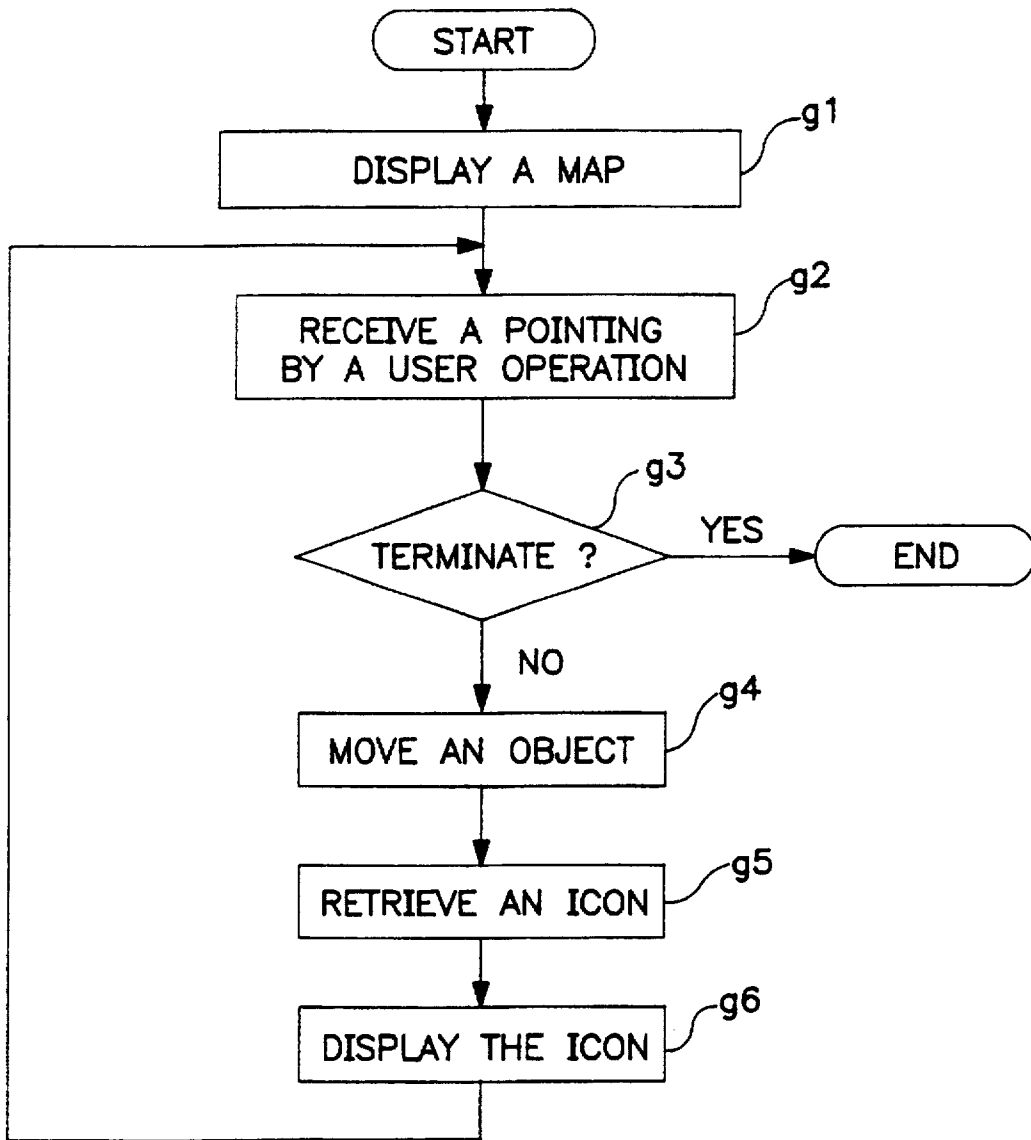 START
g1
DISPLAY A MAP
g2
RECEIVE A POINTING
BY A USER OPERATION
g3
TERMINATE ?
YES
END
NO
g4
MOVE AN OBJECT
g5
RETRIEVE AN ICON
g6
DISPLAY THE ICON